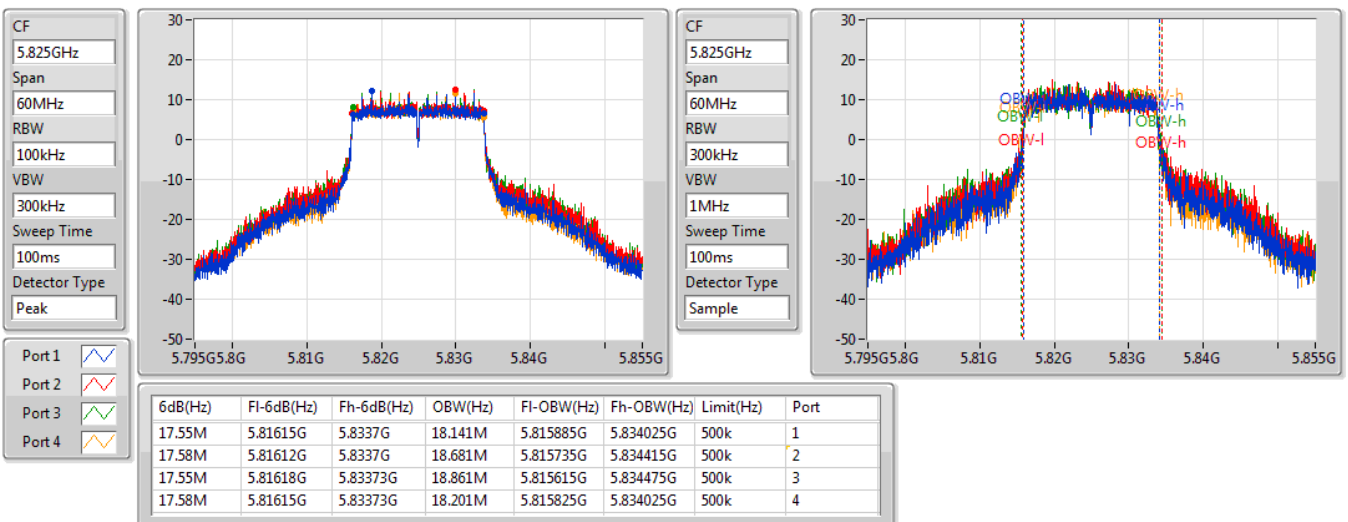 CF
5.825GHz
Span
60MHz
RBW
100kHz
VBW
300kHz
Sweep Time
100ms
Detector Type
Peak
30
20
10
0
-10
-20
-30
-40
-50
5.795G 5.8G 5.81G 5.82G 5.83G 5.84G 5.855G
CF
5.825GHz
Span
60MHz
RBW
300kHz
VBW
1MHz
Sweep Time
100ms
Detector Type
Sample
30
20
10
0
-10
-20
-30
-40
-50
OBW-h
OBW-h
OBW-l
OBW-h
5.795G 5.8G 5.81G 5.82G 5.83G 5.84G 5.855G
Port 1
Port 2
Port 3
Port 4
6dB(Hz) Fl-6dB(Hz) Fh-6dB(Hz) OBW(Hz) Fl-OBW(Hz) Fh-OBW(Hz) Limit(Hz) Port
17.55M 5.81615G 5.8337G 18.141M 5.815885G 5.834025G 500k 1
17.58M 5.81612G 5.8337G 18.681M 5.815735G 5.834415G 500k 2
17.55M 5.81618G 5.83373G 18.861M 5.815615G 5.834475G 500k 3
17.58M 5.81615G 5.83373G 18.201M 5.815825G 5.834025G 500k 4